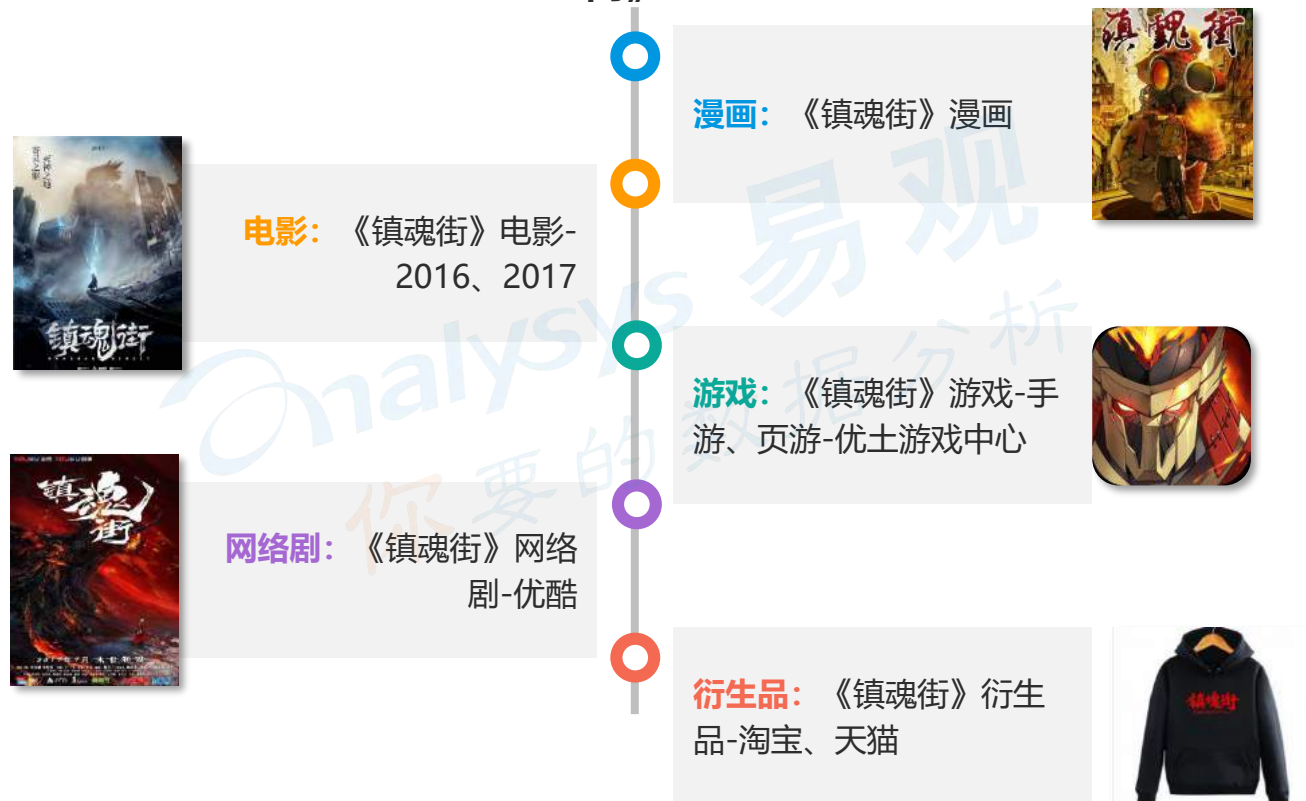 镇魂街
漫画：《镇魂街》漫画
电影：《镇魂街》电影-
2016、2017
镇魂街
游戏：《镇魂街》游戏-手
游、页游-优土游戏中心
镇魂街
网络剧：《镇魂街》网络
剧-优酷
衍生品：《镇魂街》衍生
品-淘宝、天猫
镇魂街
analysys 易观
你要的数据分析